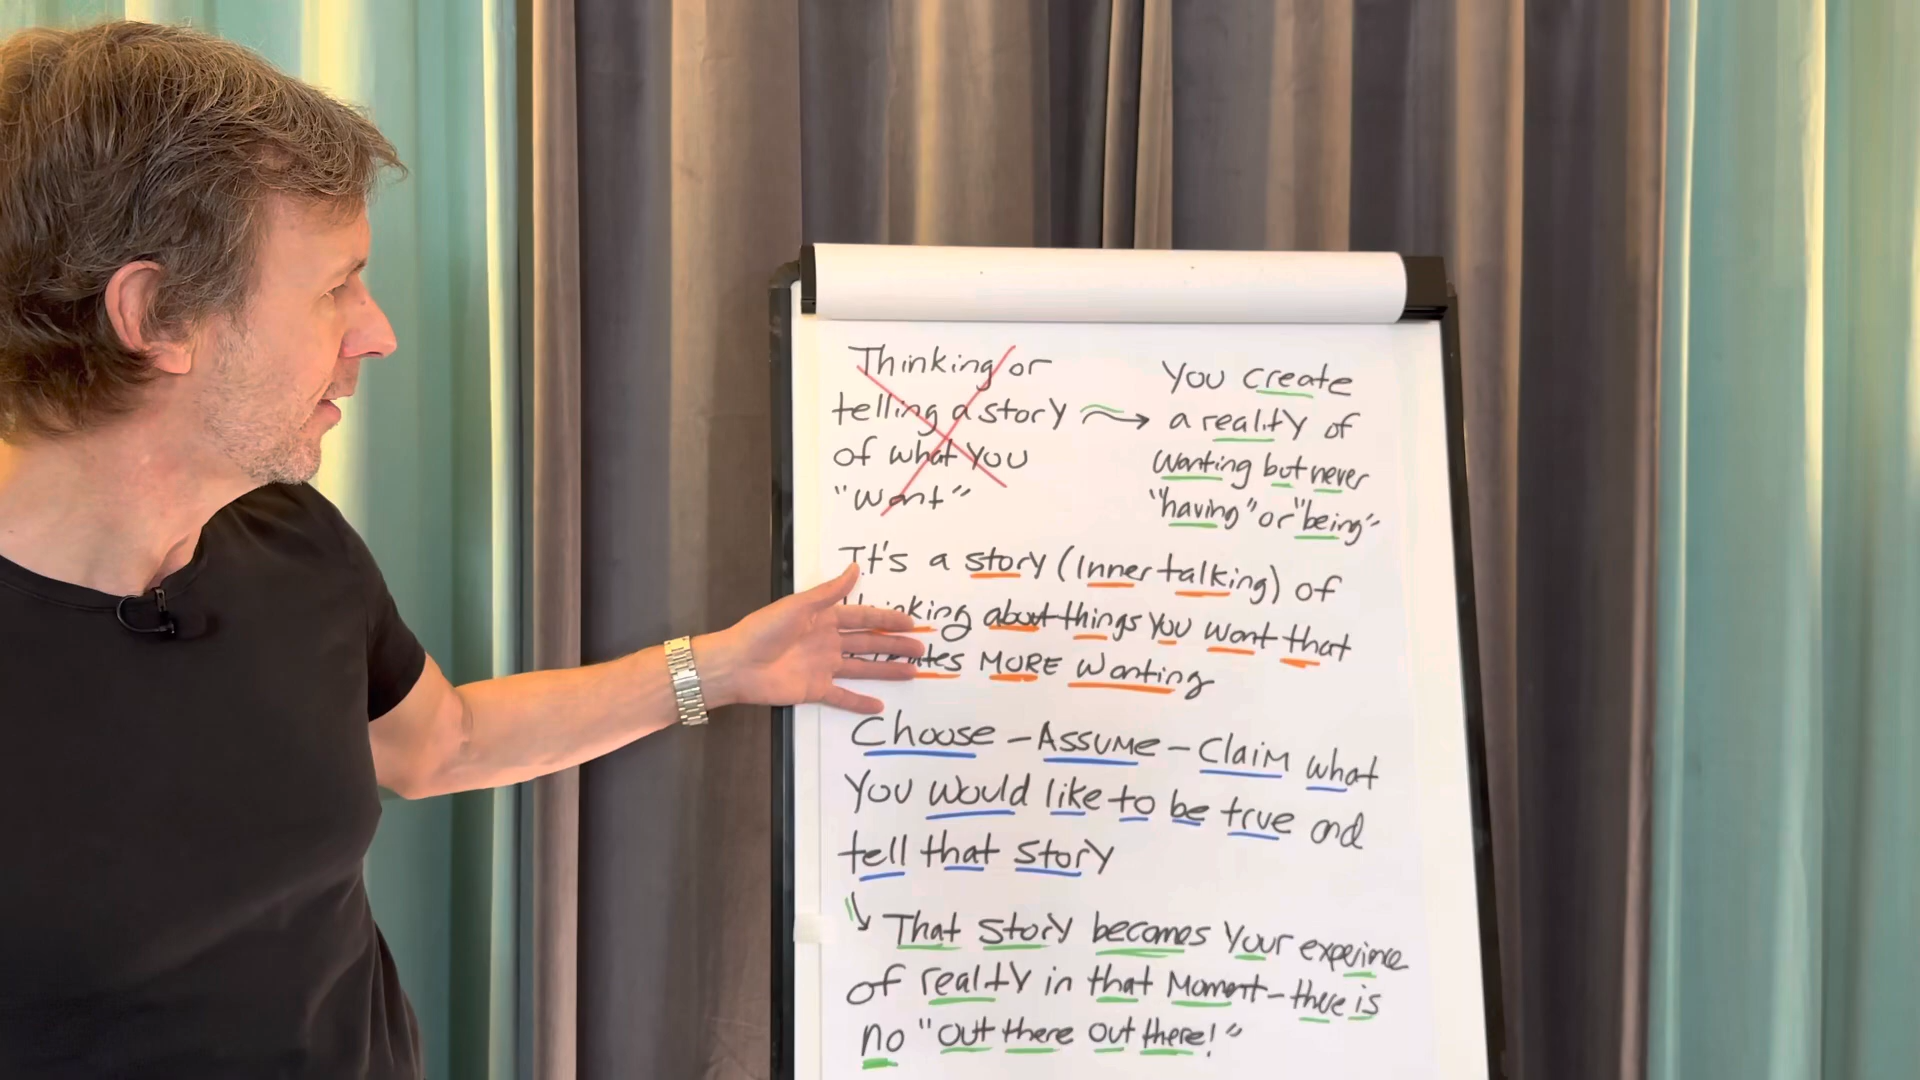 Thinking or
telling a story
of what you
"want"
You create
a reality of
wanting but never
"having" or "being"
It's a story (Inner talking) of
about things you want that
MORE wanting
Choose - Assume - Claim what
you would like to be true and
tell that story
That story becomes your experience
of reality in that moment - there is
no "out there out there!"